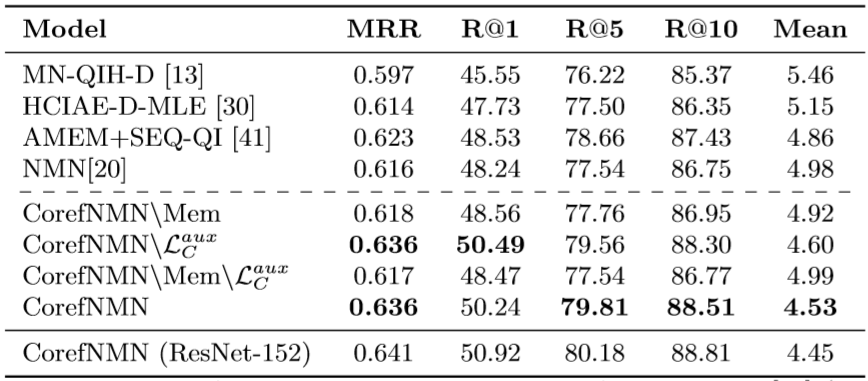 Model MRR R@1 R@5 R@10 Mean
MN-QIH-D [13] 0.597 45.55 76.22 85.37 5.46
HCIAE-D-MLE [30] 0.614 47.73 77.50 86.35 5.15
AMEM+SEQ-QI [41] 0.623 48.53 78.66 87.43 4.86
NMN[20] 0.616 48.24 77.54 86.75 4.98
CorefNMN\Mem 0.618 48.56 77.76 86.95 4.92
CorefNMN\$\mathcal{L}_C^{aux}$ 0.636 50.49 79.56 88.30 4.60
CorefNMN\Mem\$\mathcal{L}_C^{aux}$ 0.617 48.47 77.54 86.77 4.99
CorefNMN 0.636 50.24 79.81 88.51 4.53
CorefNMN (ResNet-152) 0.641 50.92 80.18 88.81 4.45